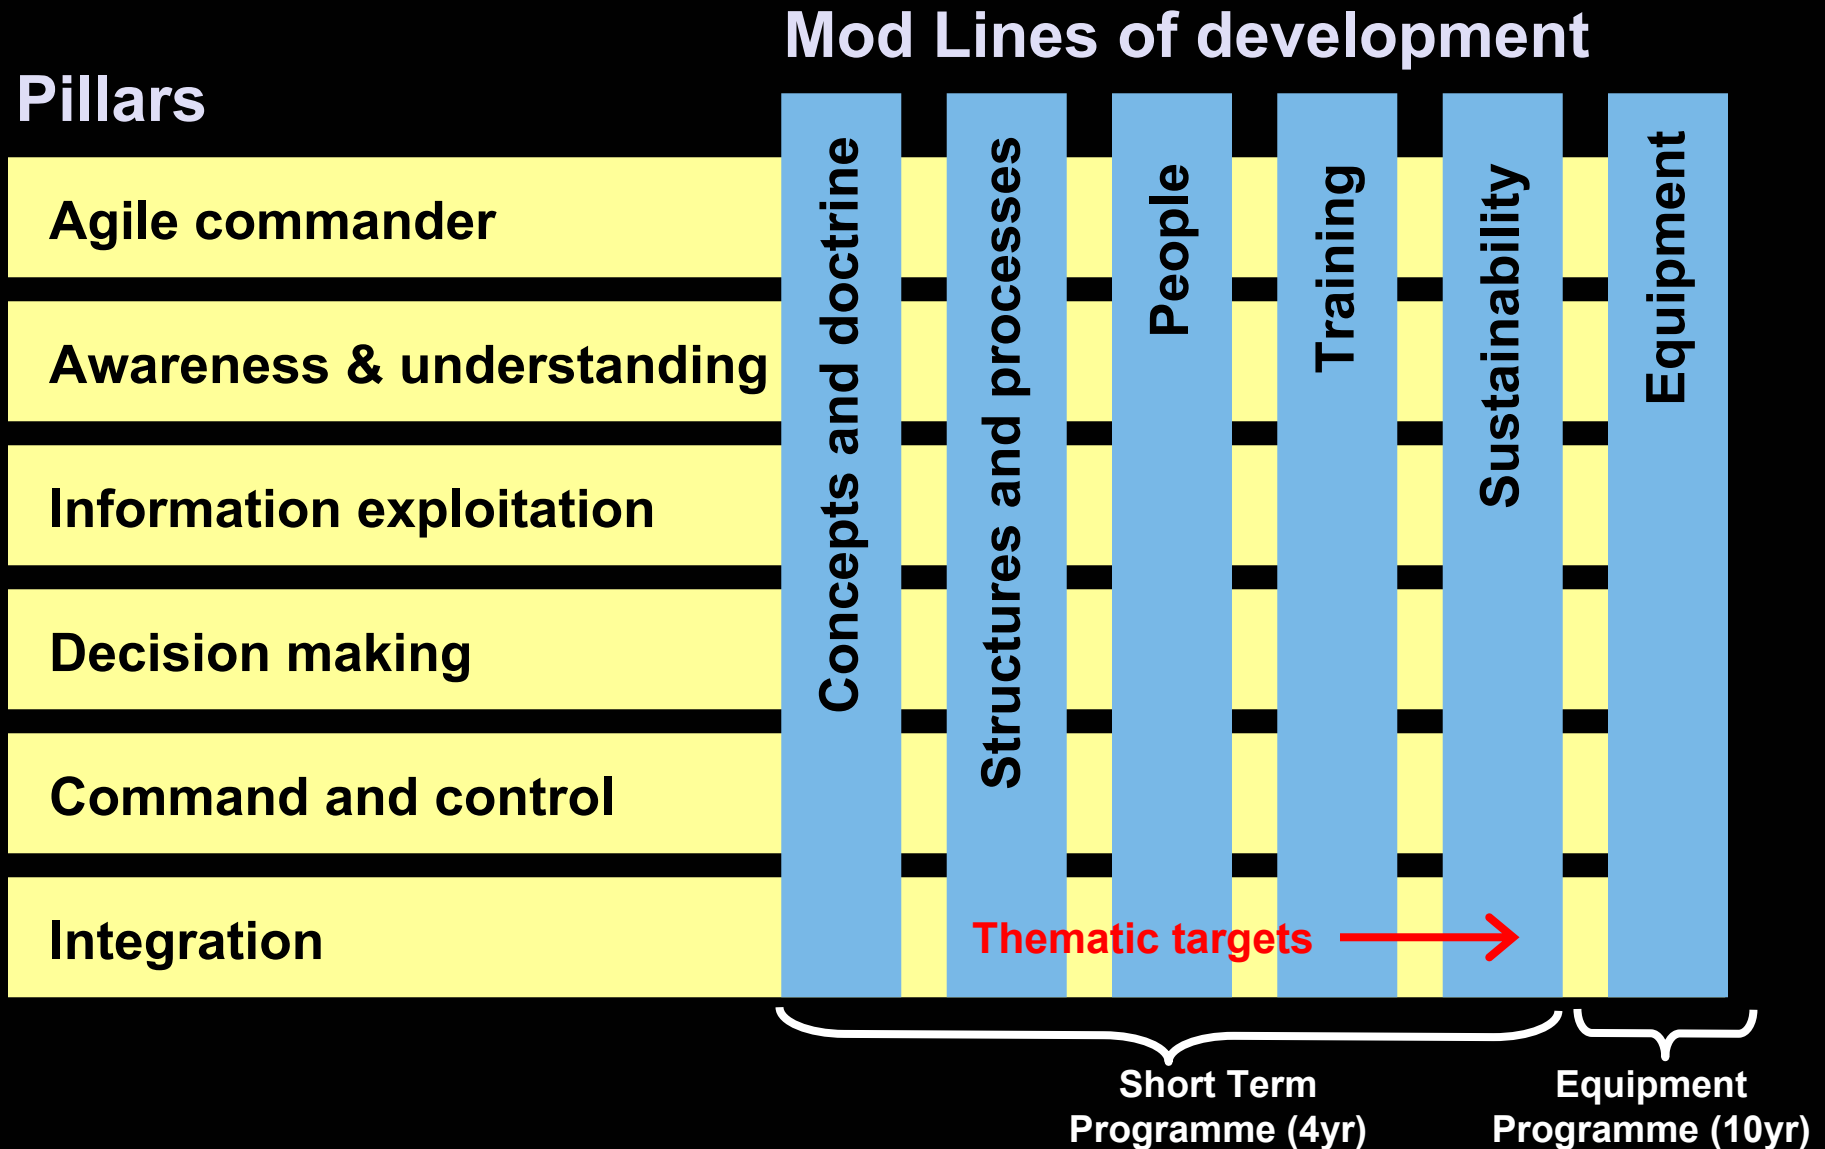 Mod Lines of development
Pillars
Concepts and doctrine
Structures and processes
People
Training
Sustainability
Equipment
Agile commander
Awareness & understanding
Information exploitation
Decision making
Command and control
Integration
Thematic targets
Short Term
Programme (4yr)
Equipment
Programme (10yr)